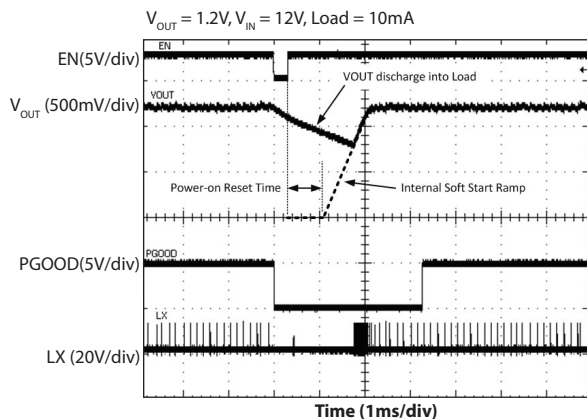 V_OUT = 1.2V, V_IN = 12V, Load = 10mA
EN
EN(5V/div)
VOUT discharge into Load
VOUT
V_OUT (500mV/div)
Power-on Reset Time
Internal Soft Start Ramp
PGOOD
PGOOD(5V/div)
LX
LX (20V/div)
Time (1ms/div)